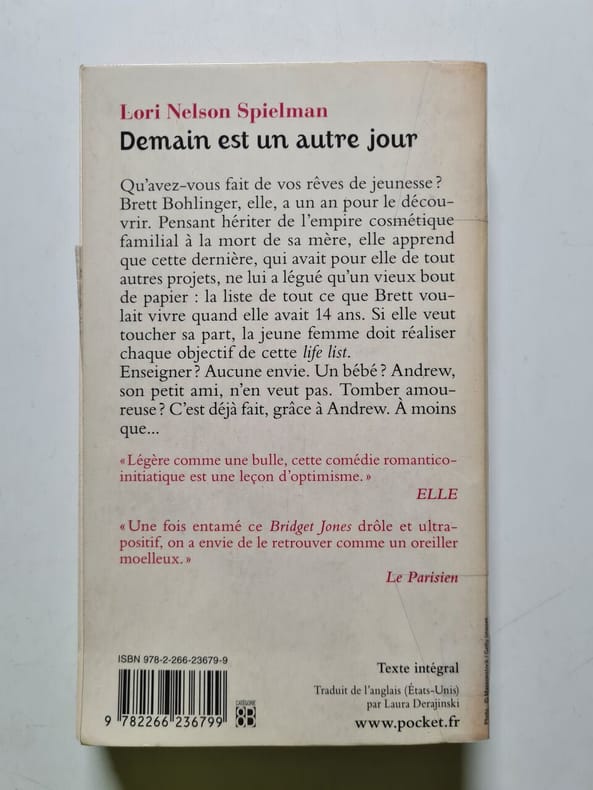 Lori Nelson Spielman
Demain est un autre jour
Qu'avez-vous fait de vos rêves de jeunesse ?
Brett Bohlinger, elle, a un an pour le décou-
vrir. Pensant hériter de l'empire cosmétique
familial à la mort de sa mère, elle apprend
que cette dernière, qui avait pour elle de tout
autres projets, ne lui a légué qu'un vieux bout
de papier : la liste de tout ce que Brett vou-
lait vivre quand elle avait 14 ans. Si elle veut
toucher sa part, la jeune femme doit réaliser
chaque objectif de cette life list.
Enseigner ? Aucune envie. Un bébé ? Andrew,
son petit ami, n'en veut pas. Tomber amou-
reuse ? C'est déjà fait, grâce à Andrew. À moins
que...
« Légère comme une bulle, cette comédie romantico-
initiatique est une leçon d'optimisme. »
ELLE
« Une fois entamé ce Bridget Jones drôle et ultra-
positif, on a envie de le retrouver comme un oreiller
moelleux. »
Le Parisien
ISBN 978-2-266-23679-9
9 782266 236799
CATÉGORIE
8B
Texte intégral
Traduit de l'anglais (États-Unis)
par Laura Derajinski
www.pocket.fr